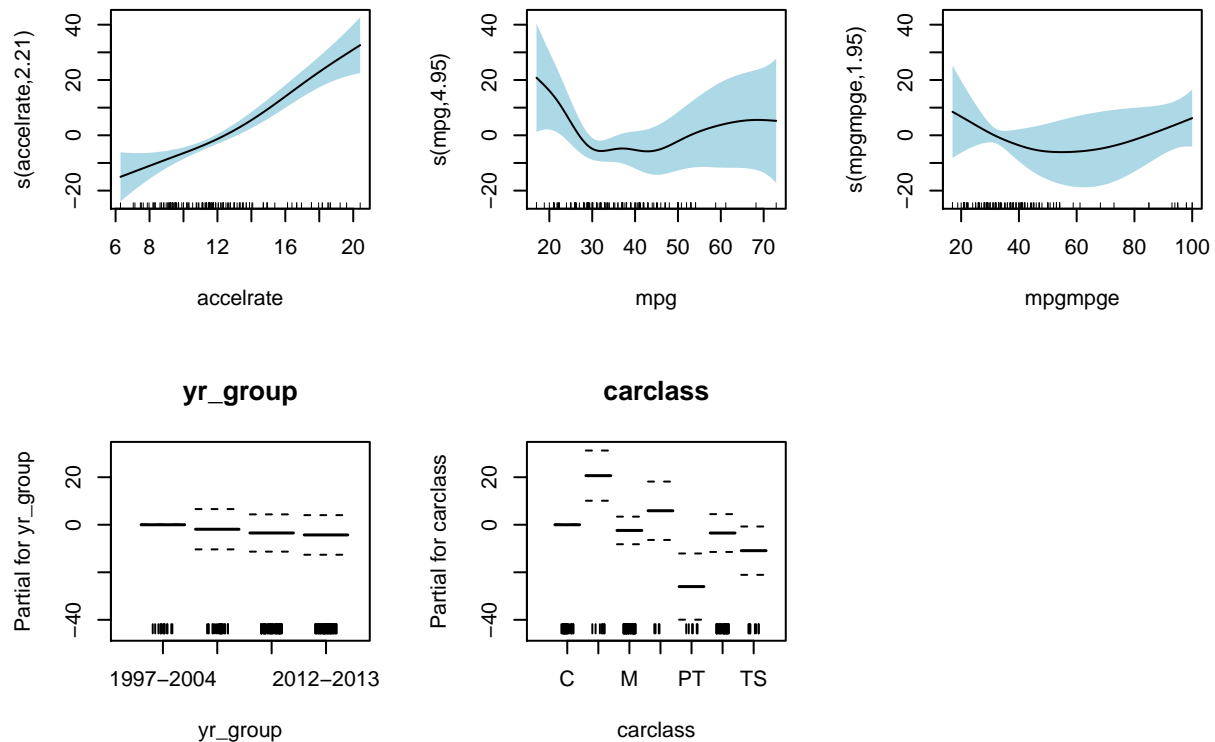 s(accelrate,2.21)
40
20
0
−20
6 8 12 16 20
accelrate
s(mpg,4.95)
40
20
0
−20
20 30 40 50 60 70
mpg
s(mpgmpge,1.95)
40
20
0
−20
20 40 60 80 100
mpgmpge
yr_group
Partial for yr_group
20
0
−40
1997−2004 2012−2013
yr_group
carclass
Partial for carclass
20
0
−40
C M PT TS
carclass